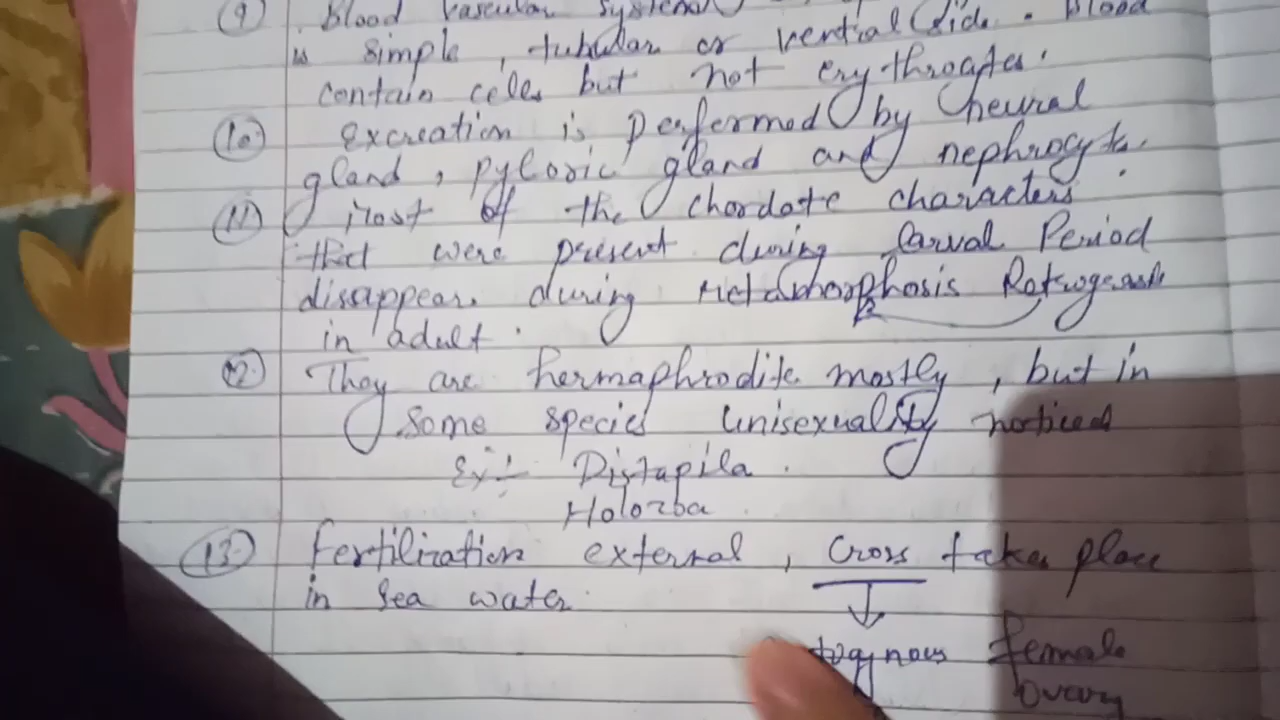 (9) Blood vascular system
is simple, tubular or ventral side. Blood
contain cells but not erythrocytes.
(10) Excreation is performed by neural
gland, pyloric gland and nephrocyte.
(11) Most of the chordate characters
that were present during larval Period
disappear. during metamorphosis
in adult.
(12) They are hermaphrodite mostly, but in
some species Unisexuality noticed
Ex:- Distapila.
Holozba
(13) Fertilization external, cross takes place
in sea water.
female
ovary